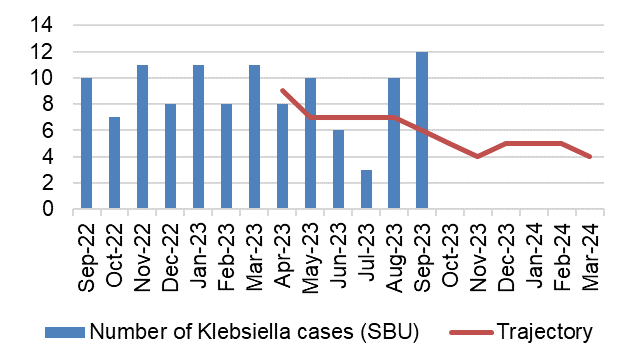 14
12
10
8
6
4
2
0
Sep-22
Oct-22
Nov-22
Dec-22
Jan-23
Feb-23
Mar-23
Apr-23
May-23
Jun-23
Jul-23
Aug-23
Sep-23
Oct-23
Nov-23
Dec-23
Jan-24
Feb-24
Mar-24
Number of Klebsiella cases (SBU) Trajectory